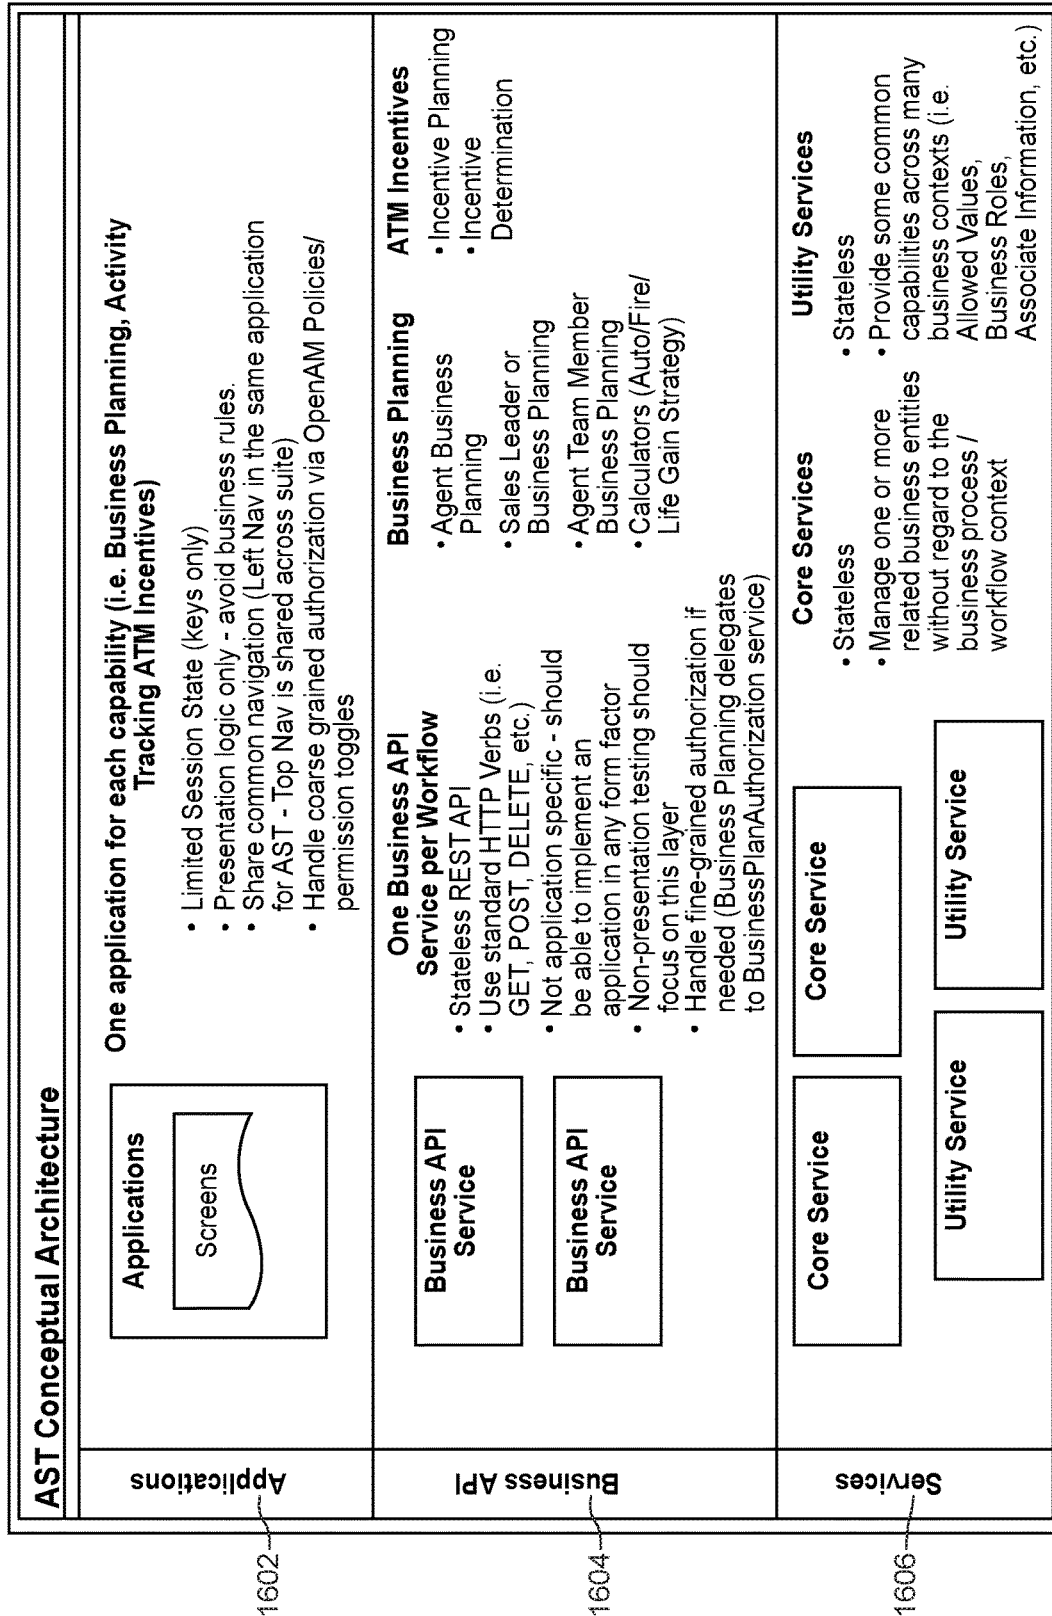 AST Conceptual Architecture
1602
Applications
Applications
Screens
One application for each capability (i.e. Business Planning, Activity
Tracking ATM Incentives)
• Limited Session State (keys only)
• Presentation logic only - avoid business rules.
• Share common navigation (Left Nav in the same application
for AST - Top Nav is shared across suite)
• Handle coarse grained authorization via OpenAM Policies/
permission toggles
1604
Business API
Business API
Service
Business API
Service
One Business API
Service per Workflow
• Stateless REST API
• Use standard HTTP Verbs (i.e.
GET, POST, DELETE, etc.)
• Not application specific - should
be able to implement an
application in any form factor
• Non-presentation testing should
focus on this layer
• Handle fine-grained authorization if
needed (Business Planning delegates
to BusinessPlanAuthorization service)
Business Planning
• Agent Business
Planning
• Sales Leader or
Business Planning
• Agent Team Member
Business Planning
• Calculators (Auto/Fire/
Life Gain Strategy)
ATM Incentives
• Incentive Planning
• Incentive
Determination
1606
Services
Core Service
Core Service
Utility Service
Utility Service
Core Services
• Stateless
• Manage one or more
related business entities
without regard to the
business process /
workflow context
Utility Services
• Stateless
• Provide some common
capabilities across many
business contexts (i.e.
Allowed Values,
Business Roles,
Associate Information, etc.)